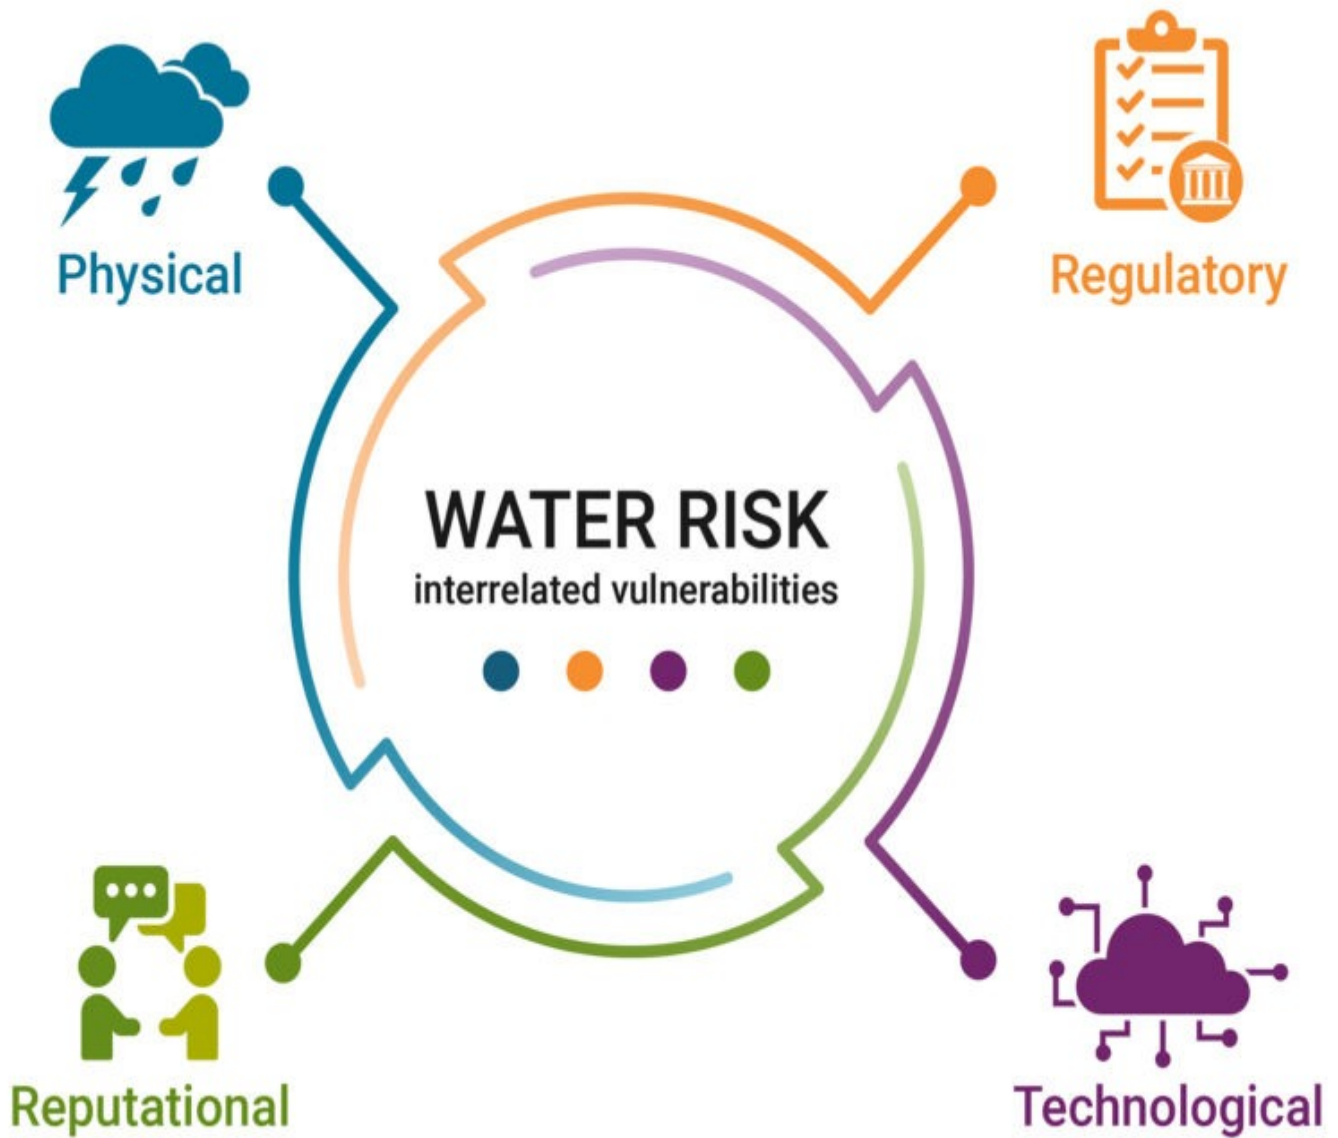 Physical
Regulatory
WATER RISK
interrelated vulnerabilities
Reputational
Technological